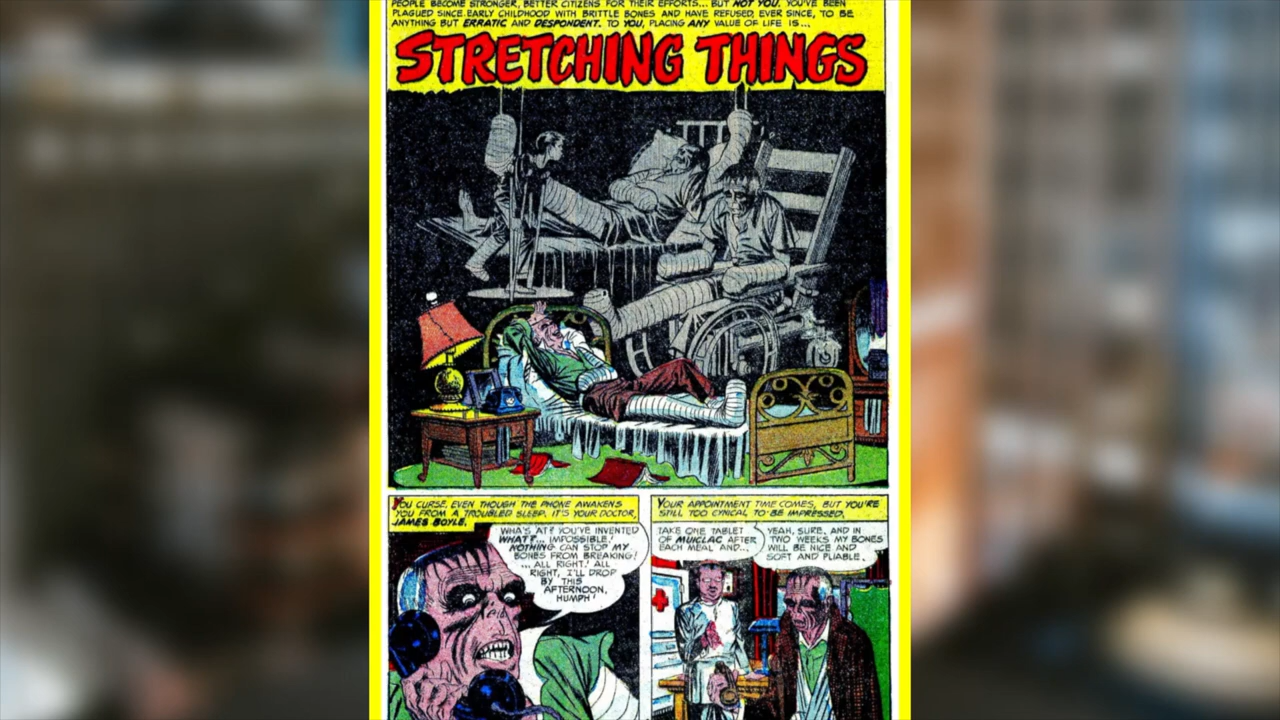 PEOPLE BECOME STRONGER, BETTER CITIZENS FOR THEIR EFFORTS... BUT NOT YOU. YOU'VE BEEN
PLAGUED SINCE EARLY CHILDHOOD WITH BRITTLE BONES AND HAVE REFUSED, EVER SINCE, TO BE
ANYTHING BUT ERRATIC AND DESPONDENT. TO YOU, PLACING ANY VALUE OF LIFE IS...
STRETCHING THINGS
YOU CURSE, EVEN THOUGH THE PHONE AWAKENS
YOU FROM A TROUBLED SLEEP. IT'S YOUR DOCTOR,
JAMES BOYLE.
WHA'S 'AT? YOU'VE INVENTED
WHAT?... IMPOSSIBLE!
NOTHING CAN STOP MY
BONES FROM BREAKING!
...ALL RIGHT! ALL
RIGHT, I'LL DROP
BY THIS
AFTERNOON,
HUMPH!
YOUR APPOINTMENT TIME COMES, BUT YOU'RE
STILL TOO CYNICAL TO BE IMPRESSED.
TAKE ONE TABLET
OF MUICLAC AFTER
EACH MEAL AND...
YEAH, SURE, AND IN
TWO WEEKS MY BONES
WILL BE NICE AND
SOFT AND PLIABLE.